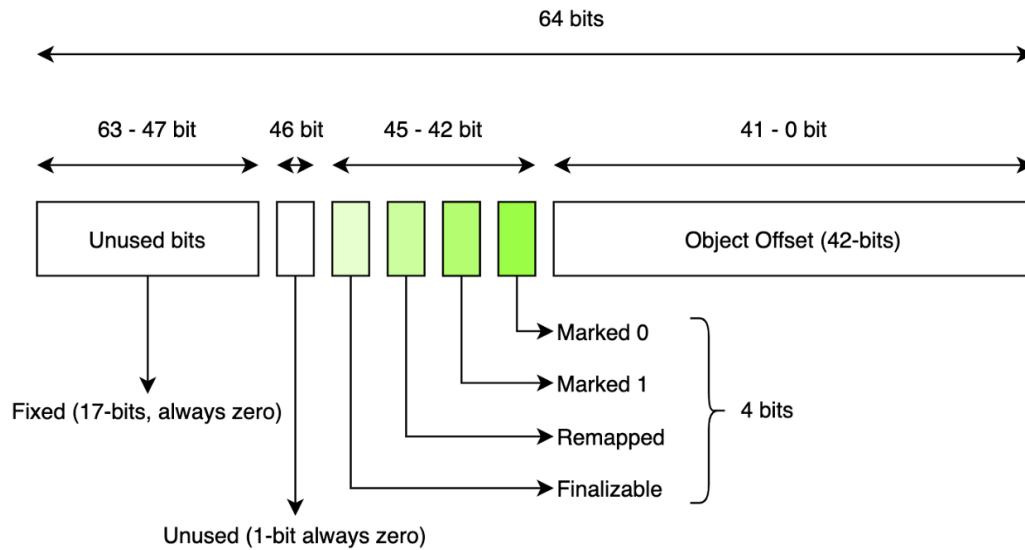 64 bits
63 - 47 bit
46 bit
45 - 42 bit
41 - 0 bit
Unused bits
Object Offset (42-bits)
Marked 0
Marked 1
Remapped
Finalizable
4 bits
Fixed (17-bits, always zero)
Unused (1-bit always zero)